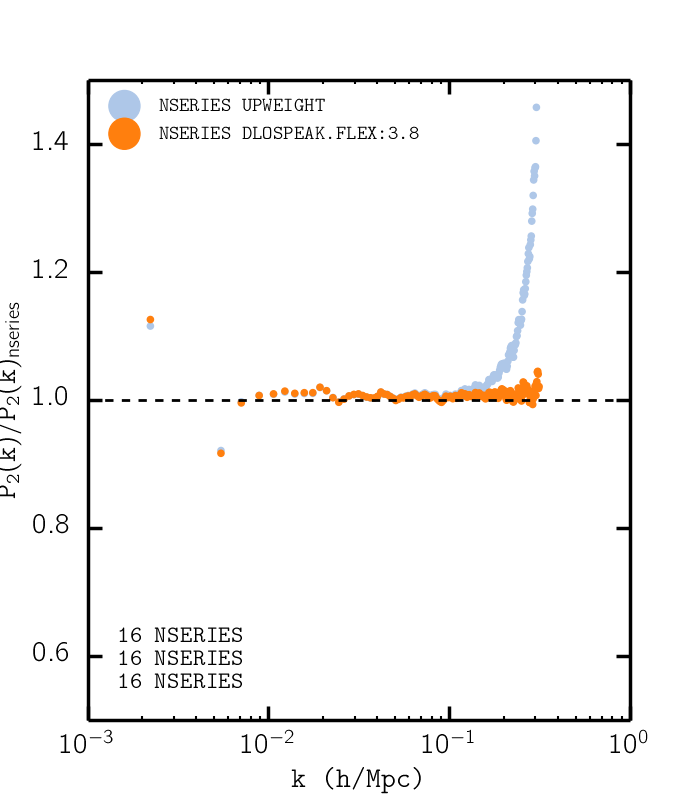 NSERIES UPWEIGHT
NSERIES DLOSPEAK.FLEX:3.8
1.4
1.2
1.0
0.8
0.6
P₂(k)/P₂(k)nseries
16 NSERIES
16 NSERIES
16 NSERIES
10⁻³ 10⁻² 10⁻¹ 10⁰
k (h/Mpc)